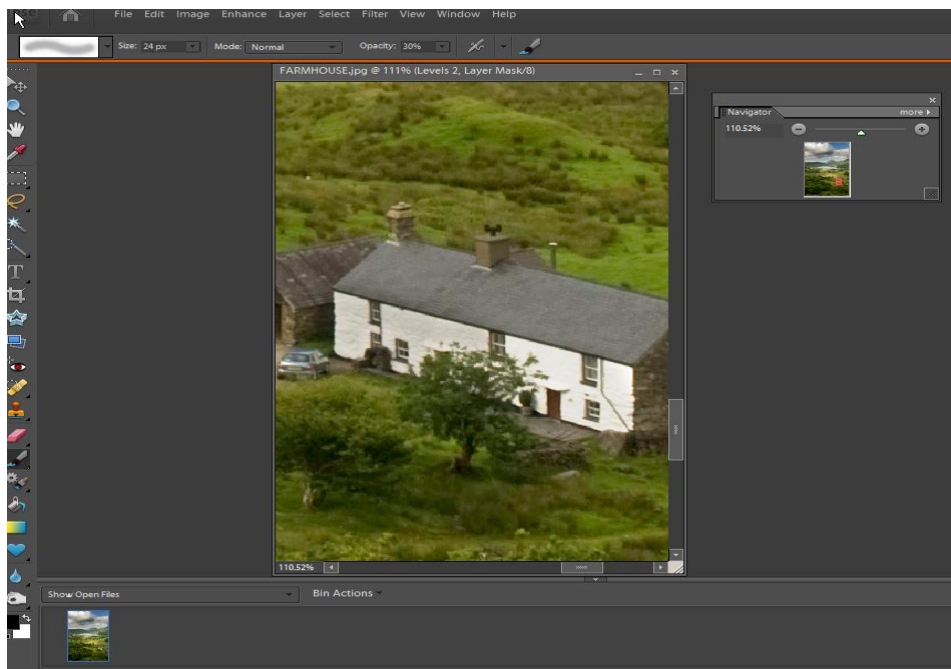 File Edit Image Enhance Layer Select Filter View Window Help
Size: 24 px Mode: Normal Opacity: 30%
FARMHOUSE.jpg @ 111% (Levels 2, Layer Mask/8)
Navigator more
110.52%
T
110.52%
Show Open Files Bin Actions